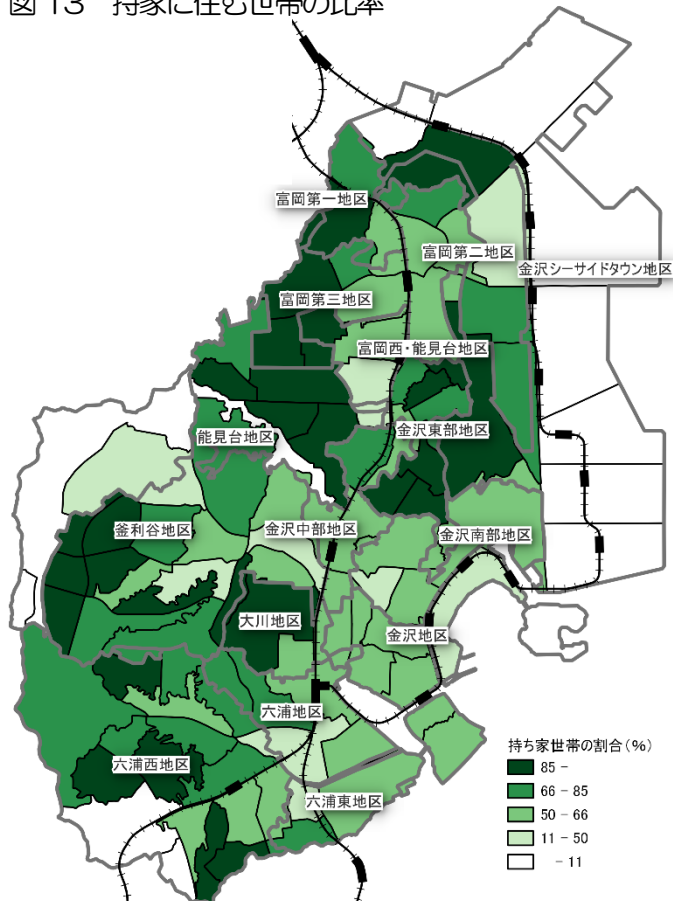 図 13 持家に住む世帯の比率
富岡第一地区
富岡第二地区
金沢シーサイドタウン地区
富岡第三地区
富岡西・能見台地区
能見台地区
金沢東部地区
釜利谷地区
金沢中部地区
金沢南部地区
大川地区
金沢地区
六浦地区
六浦西地区
六浦東地区
持ち家世帯の割合(%)
85 -
66 - 85
50 - 66
11 - 50
- 11